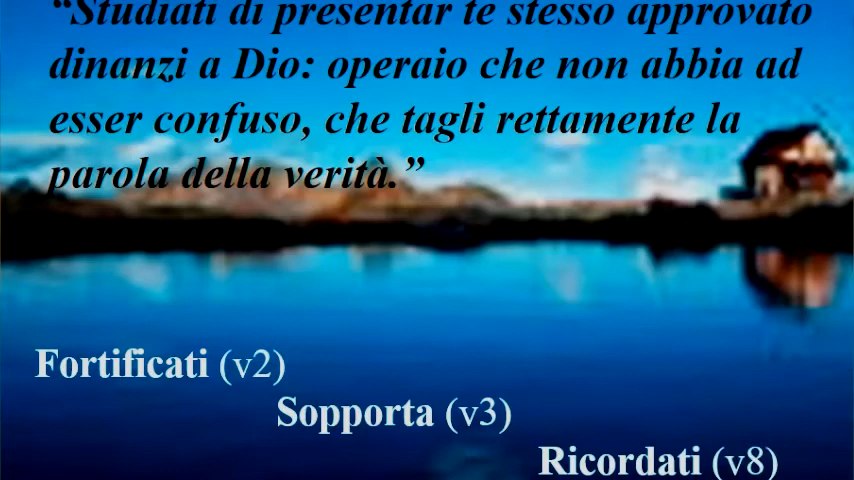 “Studiati di presentar te stesso approvato
dinanzi a Dio: operaio che non abbia ad
esser confuso, che tagli rettamente la
parola della verità.”
Fortificati (v2)
Sopporta (v3)
Ricordati (v8)